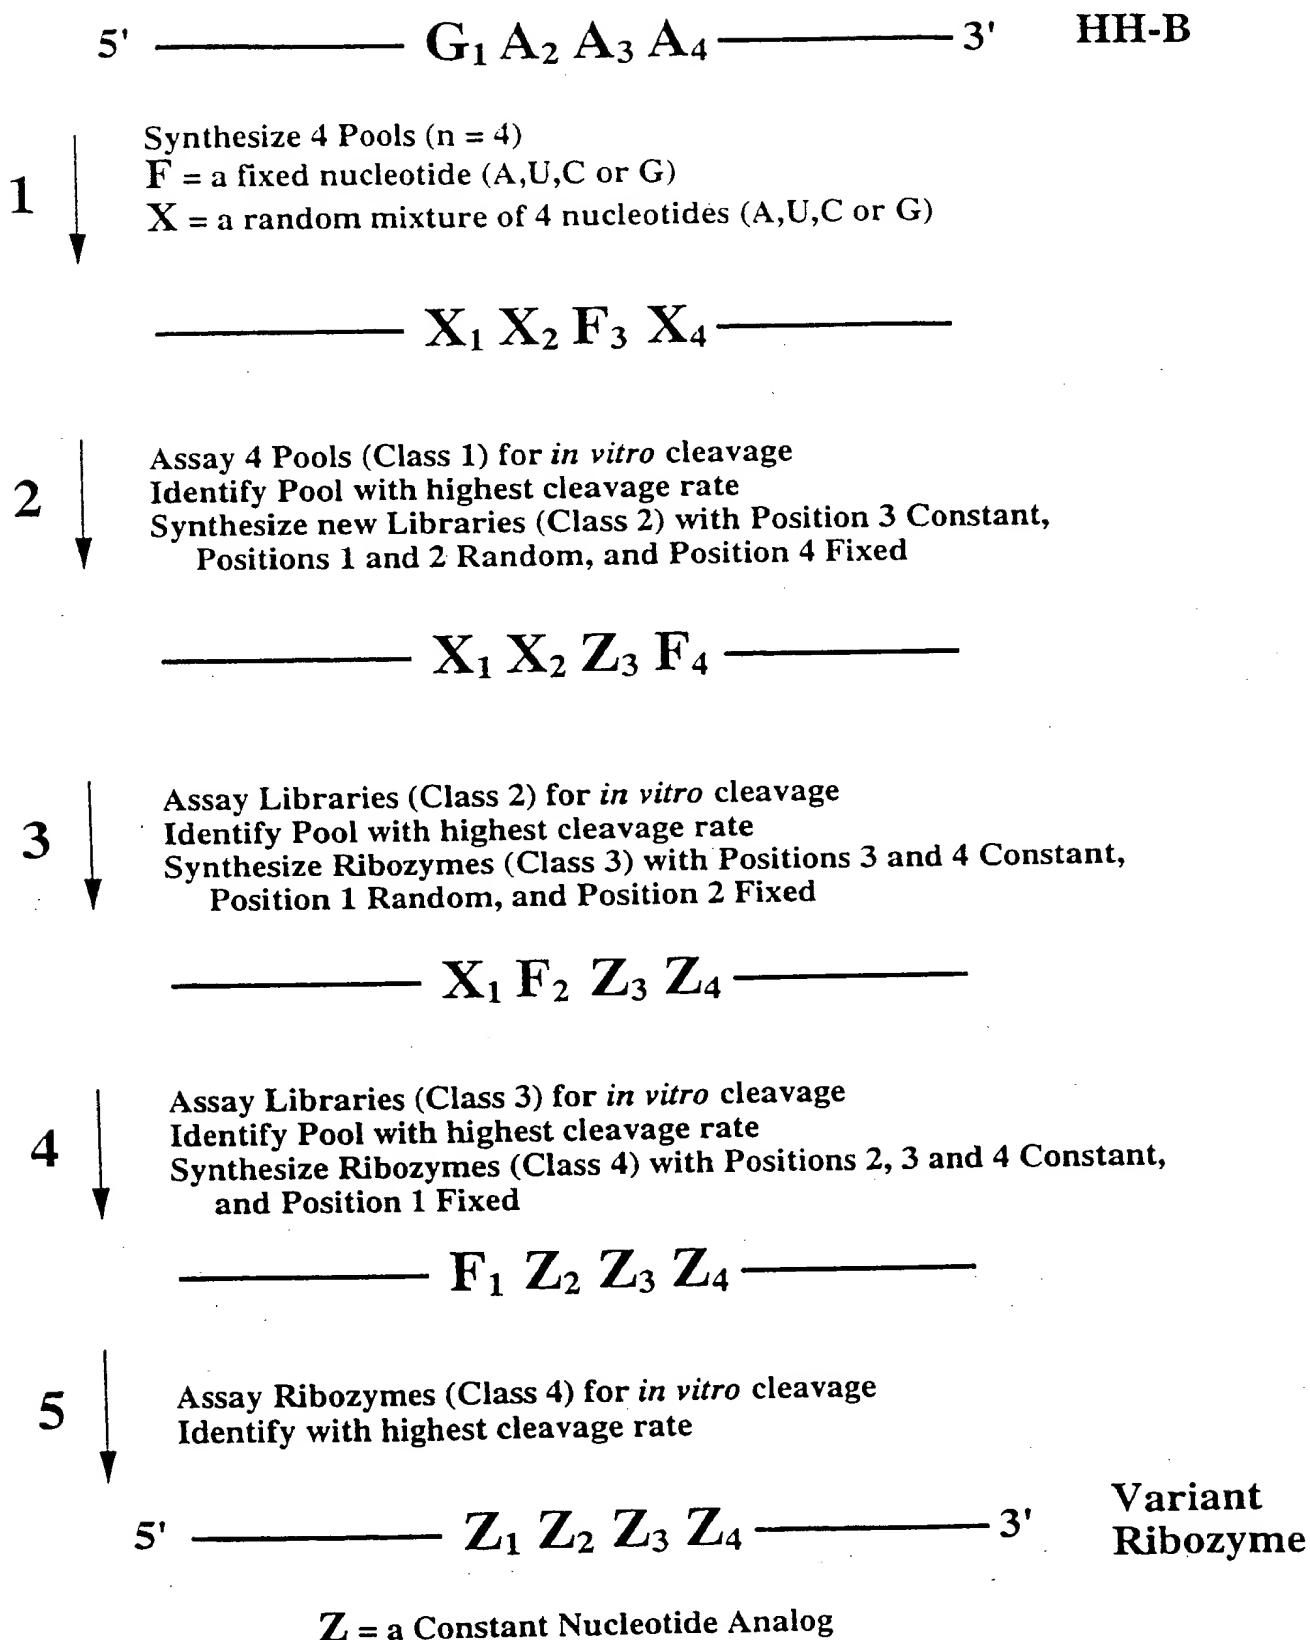 5' G₁ A₂ A₃ A₄ 3' HH-B
Synthesize 4 Pools (n = 4)
1 F = a fixed nucleotide (A,U,C or G)
X = a random mixture of 4 nucleotides (A,U,C or G)
X₁ X₂ F₃ X₄
Assay 4 Pools (Class 1) for in vitro cleavage
2 Identify Pool with highest cleavage rate
Synthesize new Libraries (Class 2) with Position 3 Constant,
Positions 1 and 2 Random, and Position 4 Fixed
X₁ X₂ Z₃ F₄
Assay Libraries (Class 2) for in vitro cleavage
3 Identify Pool with highest cleavage rate
Synthesize Ribozymes (Class 3) with Positions 3 and 4 Constant,
Position 1 Random, and Position 2 Fixed
X₁ F₂ Z₃ Z₄
Assay Libraries (Class 3) for in vitro cleavage
4 Identify Pool with highest cleavage rate
Synthesize Ribozymes (Class 4) with Positions 2, 3 and 4 Constant,
and Position 1 Fixed
F₁ Z₂ Z₃ Z₄
5 Assay Ribozymes (Class 4) for in vitro cleavage
Identify with highest cleavage rate
5' Z₁ Z₂ Z₃ Z₄ 3'
Variant
Ribozyme
Z = a Constant Nucleotide Analog